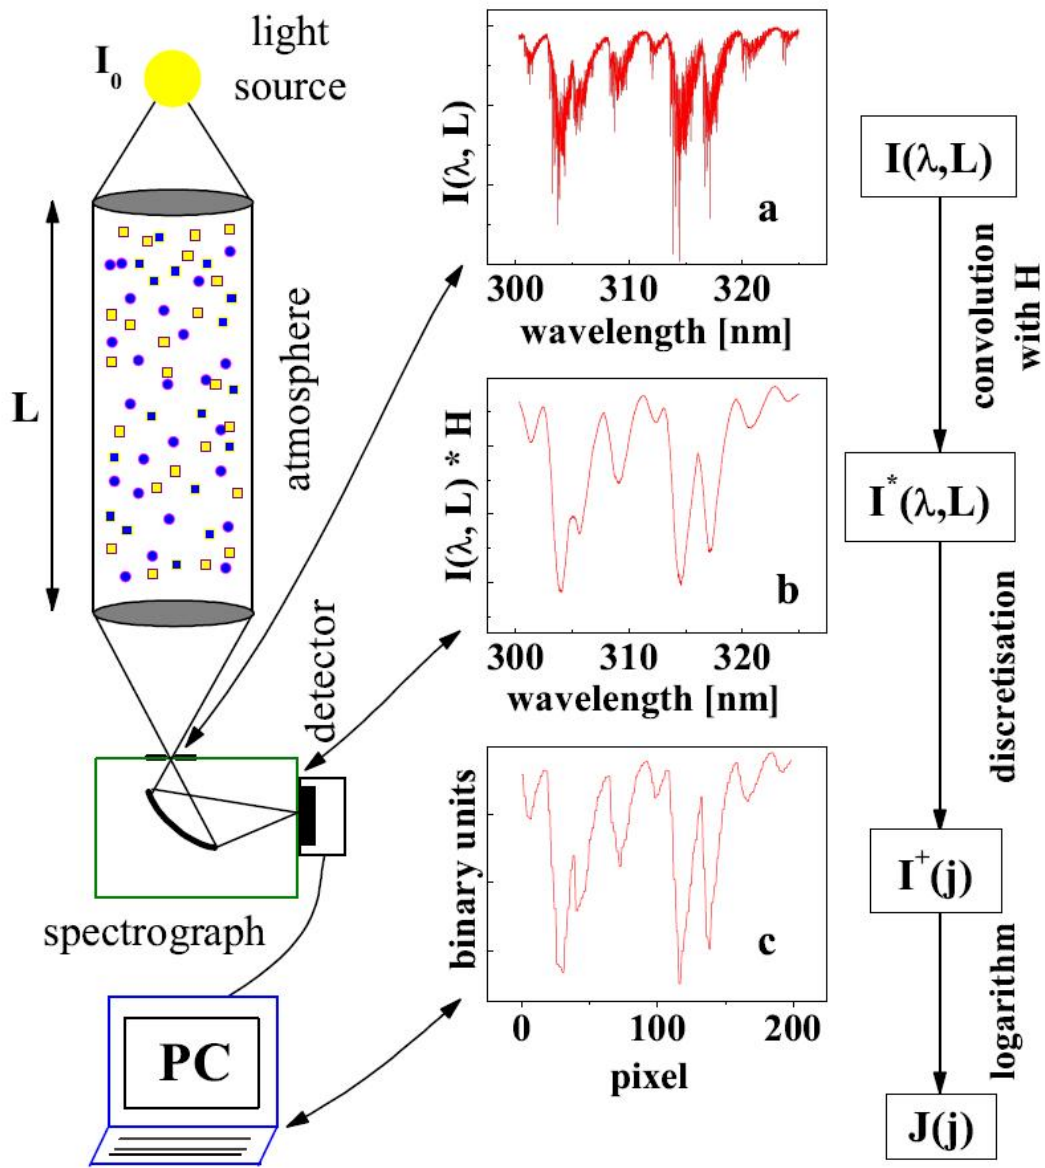 I₀
light
source
L
atmosphere
detector
spectrograph
PC
I(λ, L)
a
300 310 320
wavelength [nm]
I(λ, L) * H
b
300 310 320
wavelength [nm]
binary units
c
0 100 200
pixel
I(λ,L)
convolution
with H
I*(λ,L)
discretisation
I⁺(j)
logarithm
J(j)